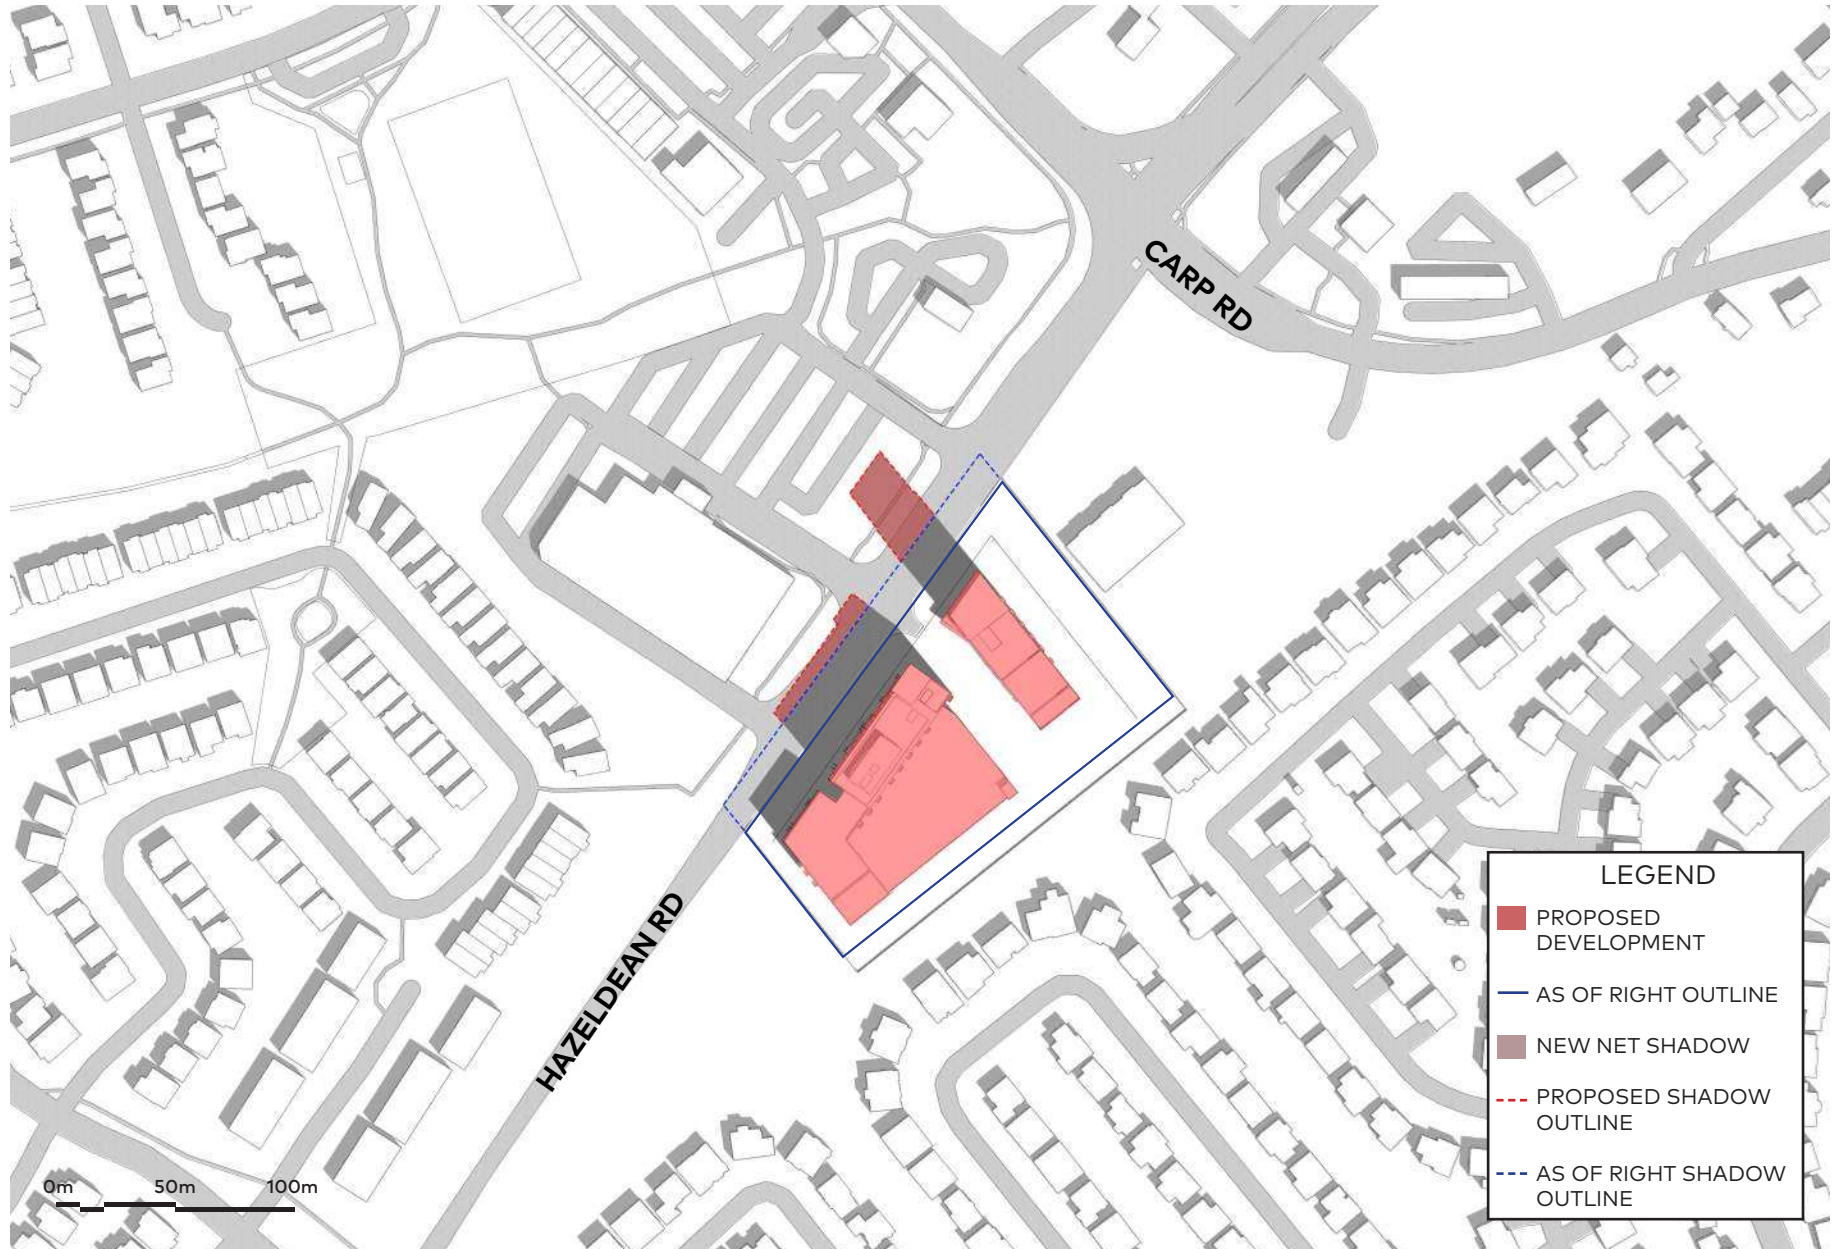 CARP RD
HAZELDEAN RD
LEGEND
PROPOSED
DEVELOPMENT
AS OF RIGHT OUTLINE
NEW NET SHADOW
PROPOSED SHADOW
OUTLINE
AS OF RIGHT SHADOW
OUTLINE
0m 50m 100m